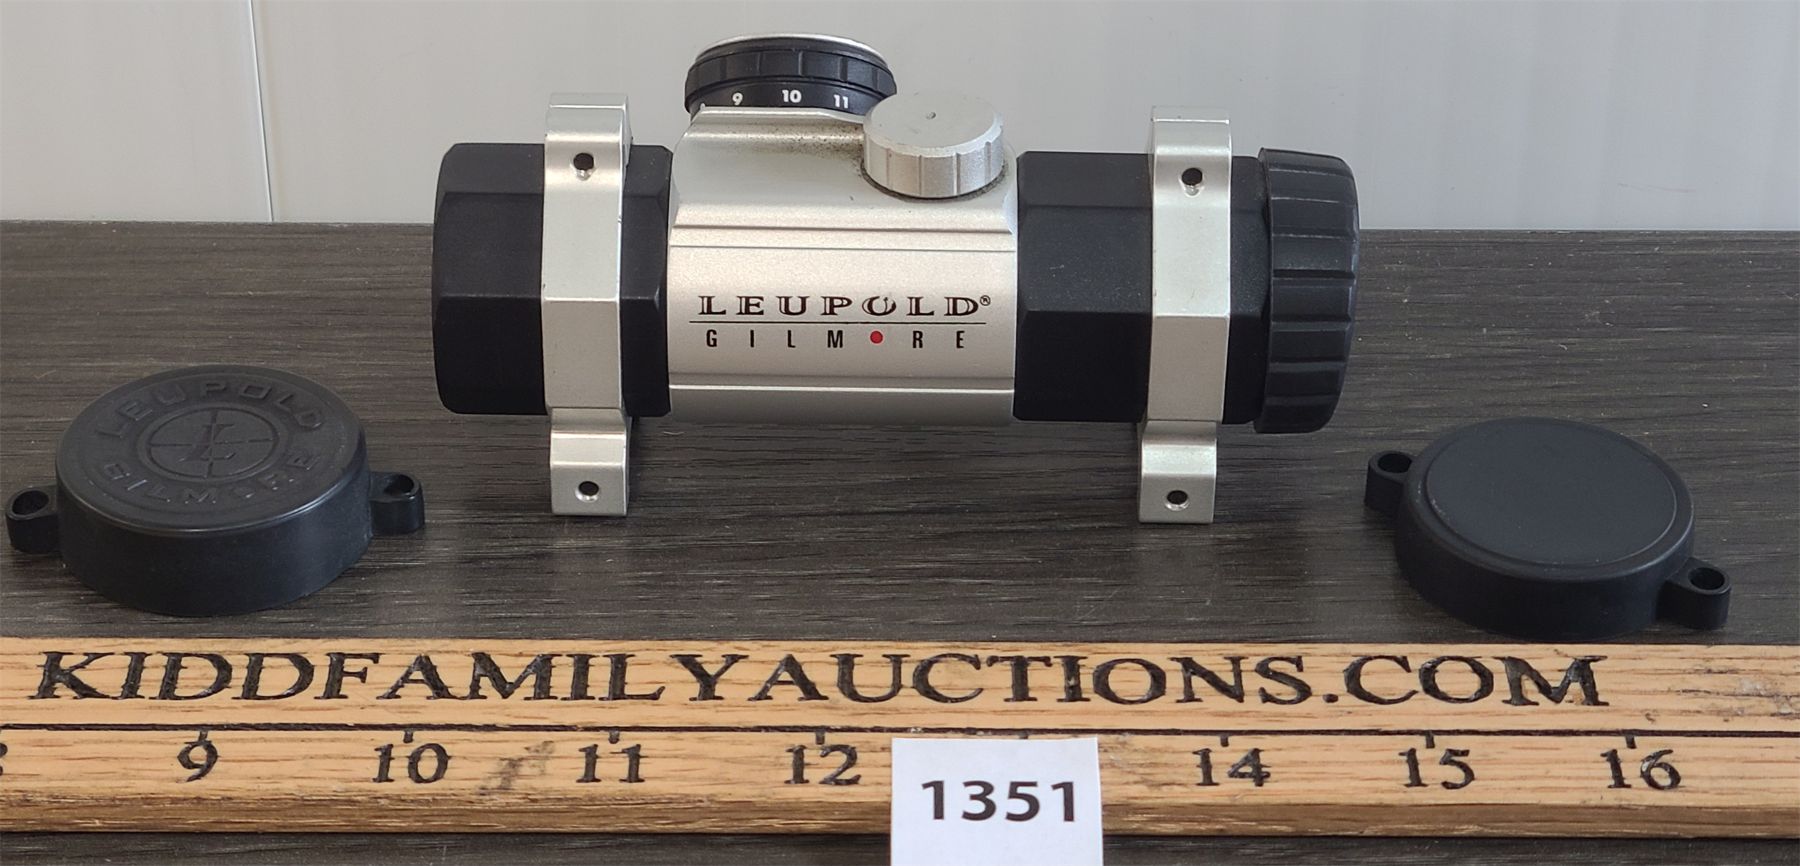 9 10 11
LEUPOLD®
GILMORE
LEUPOLD
L
GILMORE
KIDDFAMILYAUCTIONS.COM
9 10 11 12 14 15 16
1351